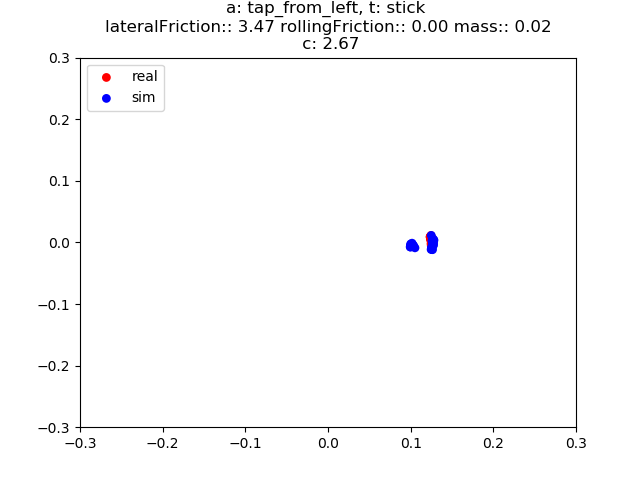 a: tap_from_left, t: stick
lateralFriction:: 3.47 rollingFriction:: 0.00 mass:: 0.02
c: 2.67
real
sim
0.3
0.2
0.1
0.0
−0.1
−0.2
−0.3
−0.3 −0.2 −0.1 0.0 0.1 0.2 0.3